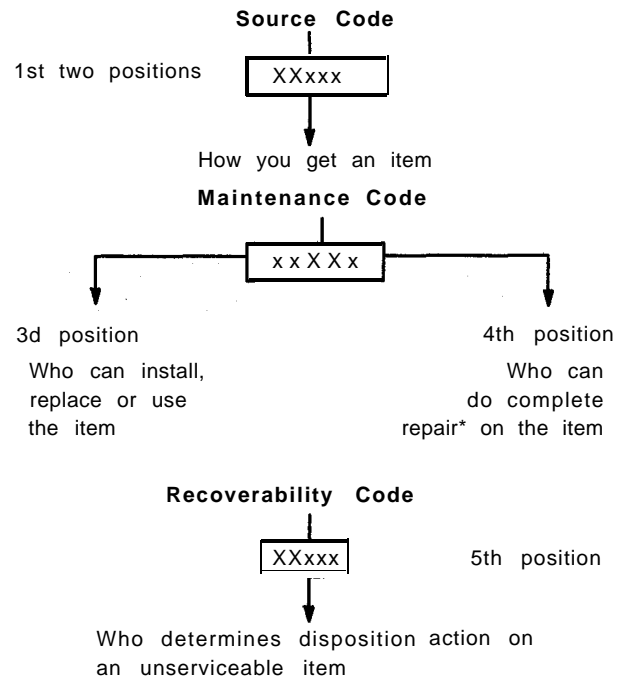 Source Code
1st two positions
XXxxx
How you get an item
Maintenance Code
xxXXx
3d position
Who can install,
replace or use
the item
4th position
Who can
do complete
repair* on the item
Recoverability Code
XXxxx
5th position
Who determines disposition action on
an unserviceable item